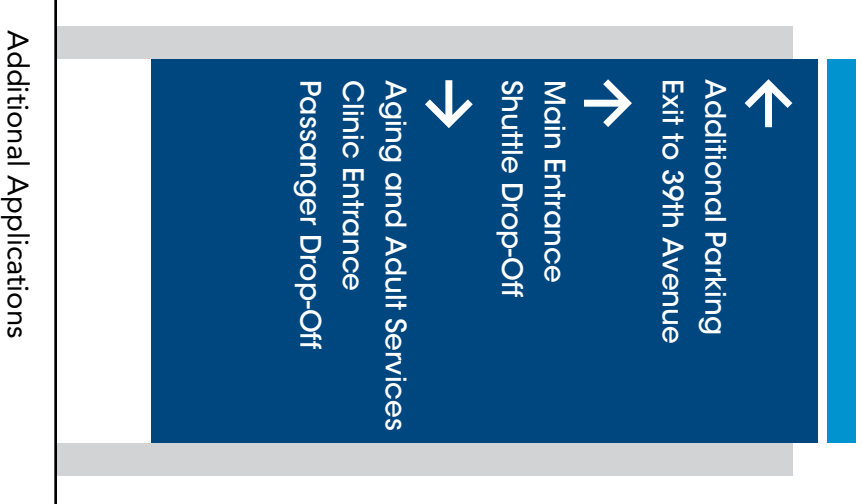 Additional Parking
Exit to 39th Avenue
Main Entrance
Shuttle Drop-Off
Aging and Adult Services
Clinic Entrance
Passanger Drop-Off
Additional Applications